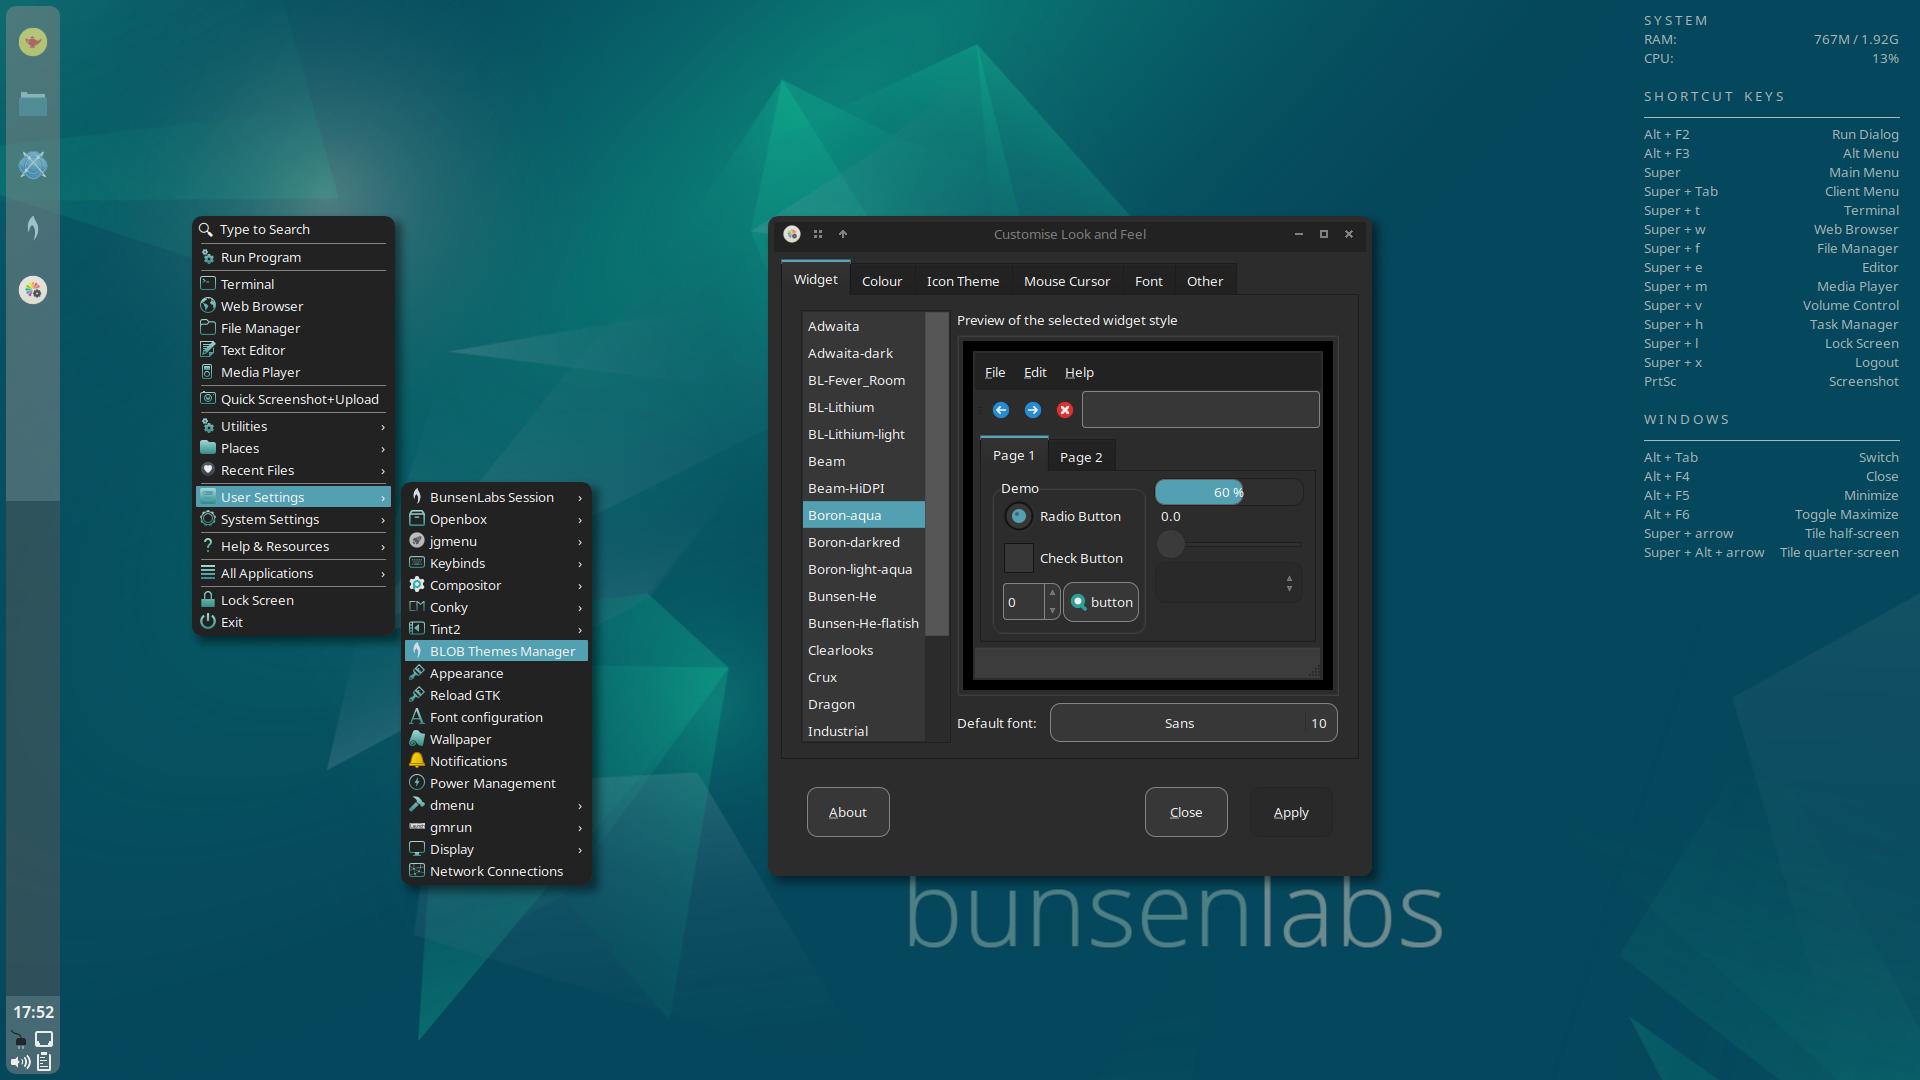 Type to Search
Run Program
Terminal
Web Browser
File Manager
Text Editor
Media Player
Quick Screenshot+Upload
Utilities ›
Places ›
Recent Files ›
User Settings ›
System Settings ›
Help & Resources ›
All Applications ›
Lock Screen
Exit
BunsenLabs Session ›
Openbox ›
jgmenu ›
Keybinds ›
Compositor ›
Conky ›
Tint2 ›
BLOB Themes Manager
Appearance
Reload GTK
Font configuration
Wallpaper
Notifications
Power Management
dmenu ›
gmrun ›
Display ›
Network Connections
Customise Look and Feel
Widget Colour Icon Theme Mouse Cursor Font Other
Adwaita
Adwaita-dark
BL-Fever_Room
BL-Lithium
BL-Lithium-light
Beam
Beam-HiDPI
Boron-aqua
Boron-darkred
Boron-light-aqua
Bunsen-He
Bunsen-He-flatish
Clearlooks
Crux
Dragon
Industrial
Preview of the selected widget style
File Edit Help
Page 1 Page 2
Demo
Radio Button
Check Button
0 button
60 %
0.0
Default font: Sans 10
About Close Apply
bunsenlabs
SYSTEM
RAM: 767M / 1.92G
CPU: 13%
SHORTCUT KEYS
Alt + F2 Run Dialog
Alt + F3 Alt Menu
Super Main Menu
Super + Tab Client Menu
Super + t Terminal
Super + w Web Browser
Super + f File Manager
Super + e Editor
Super + m Media Player
Super + v Volume Control
Super + h Task Manager
Super + l Lock Screen
Super + x Logout
PrtSc Screenshot
WINDOWS
Alt + Tab Switch
Alt + F4 Close
Alt + F5 Minimize
Alt + F6 Toggle Maximize
Super + arrow Tile half-screen
Super + Alt + arrow Tile quarter-screen
17:52